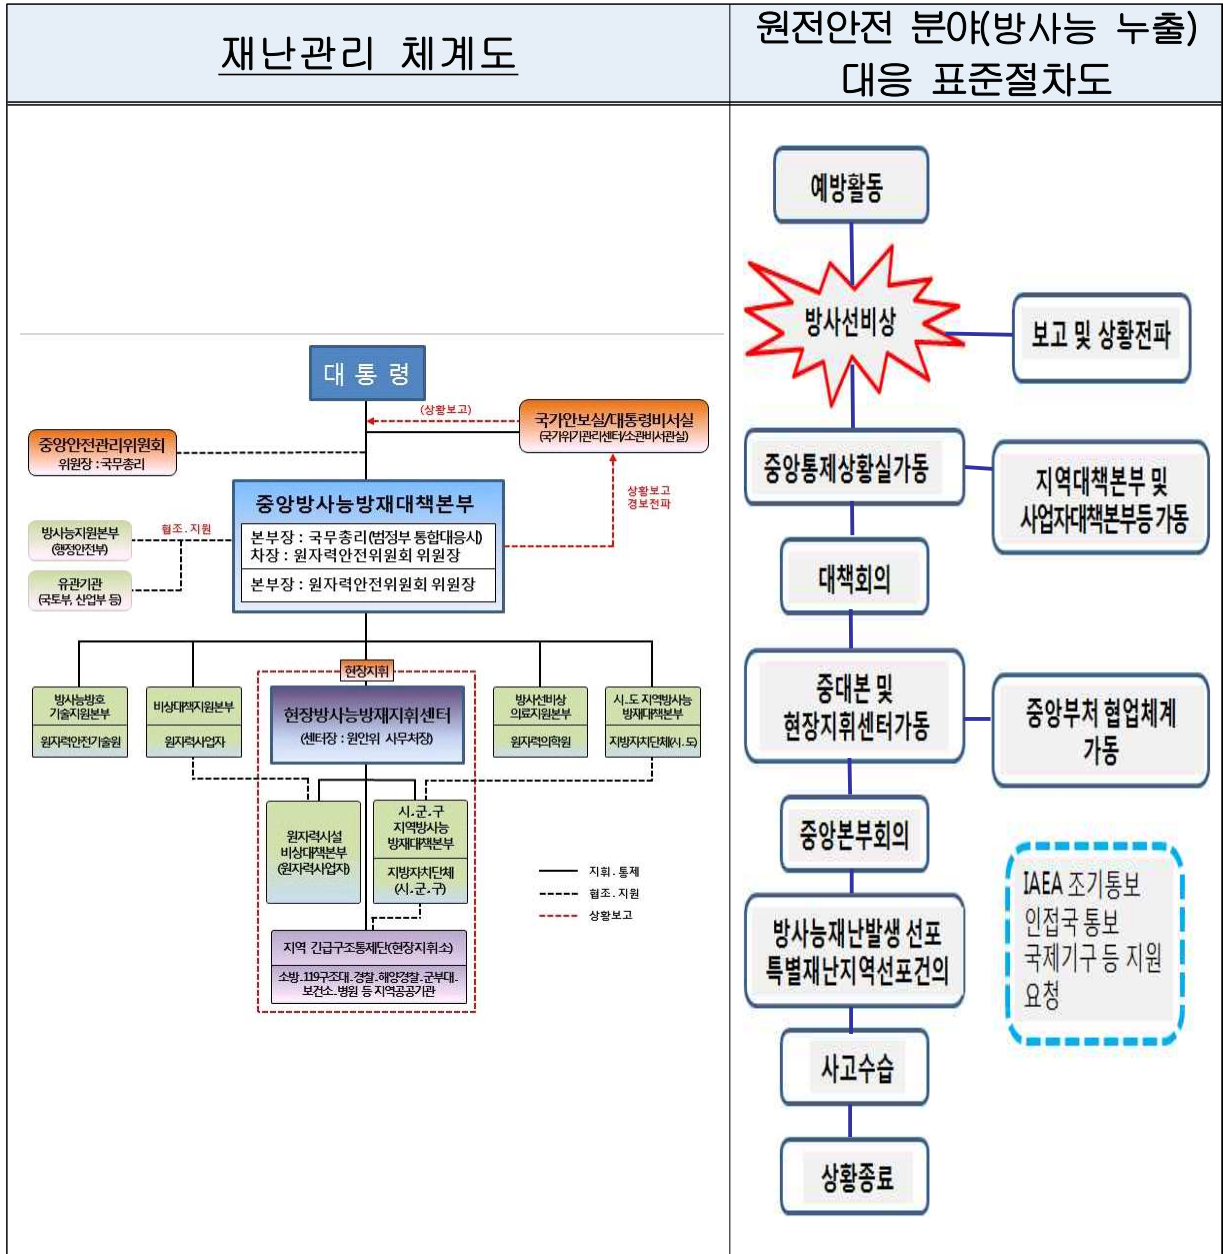 재난관리 체계도
원전안전 분야(방사능 누출)
대응 표준절차도
대 통 령
(상황보고)
국가안보실/대통령비서실
(국가위기관리센터/소관비서관실)
중앙안전관리위원회
위원장 : 국무총리
상황보고
경보전파
중앙방사능방재대책본부
본부장 : 국무총리(범정부 통합대응시)
차장 : 원자력안전위원회 위원장
본부장 : 원자력안전위원회 위원장
협조.지원
방사능지원본부
(행정안전부)
유관기관
(국토부, 산업부 등)
현장지휘
방사능방호
기술지원본부
원자력안전기술원
비상대책지원본부
원자력사업자
현장방사능방재지휘센터
(센터장 : 원안위 사무처장)
방사선비상
의료지원본부
원자력의학원
시.도 지역방사능
방재대책본부
지방자치단체(시.도)
원자력시설
비상대책본부
(원자력사업자)
시.군.구
지역방사능
방재대책본부
지방자치단체
(시.군.구)
지휘.통제
협조.지원
상황보고
지역 긴급구조통제단(현장지휘소)
소방.119구조대.경찰.해양경찰.군부대.
보건소.병원 등 지역공공기관
예방활동
방사선비상
보고 및 상황전파
중앙통제상황실가동
지역대책본부 및
사업자대책본부등 가동
대책회의
중대본 및
현장지휘센터가동
중앙부처 협업체계
가동
중앙본부회의
IAEA 조기통보
인접국 통보
국제기구 등 지원
요청
방사능재난발생 선포
특별재난지역선포건의
사고수습
상황종료